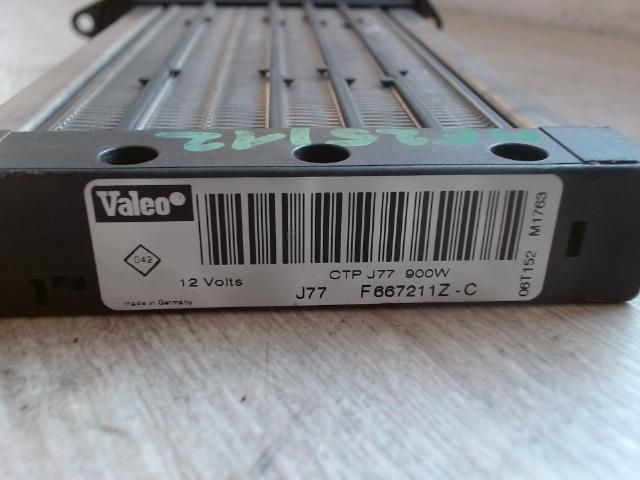 Valeo
042
12 Volts
made in Germany
CTP J77 900W
J77 F667211Z-C
06T152 M1763